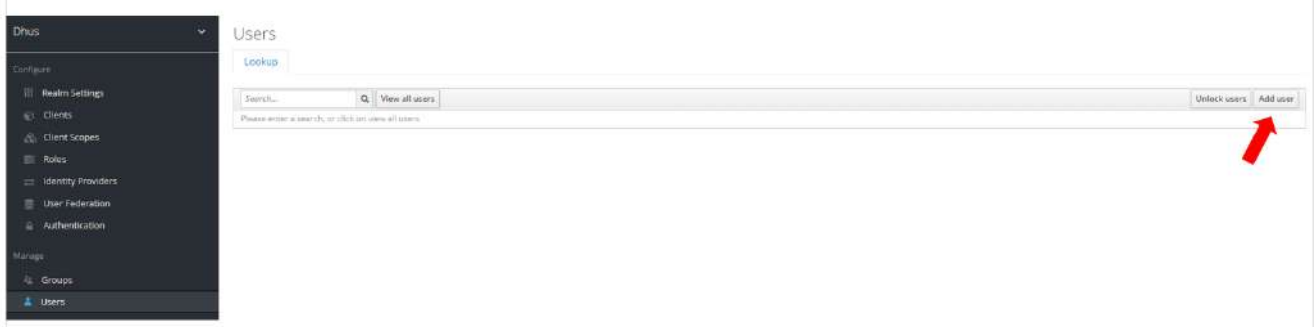 Dhus
Configure
Realm Settings
Clients
Client Scopes
Roles
Identity Providers
User Federation
Authentication
Manage
Groups
Users
Users
Lookup
Search...
View all users
Unlock users
Add user
Please enter a search, or click on view all users